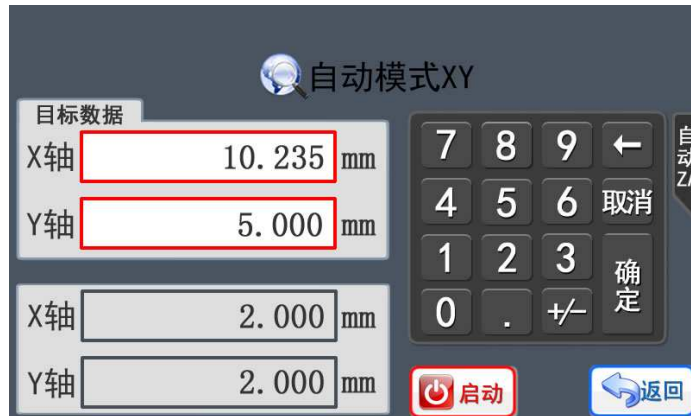 自动模式XY
目标数据
X轴 10.235 mm
Y轴 5.000 mm
X轴 2.000 mm
Y轴 2.000 mm
7 8 9 ←
4 5 6 取消
1 2 3 确定
0 . +/−
自动
启动
返回